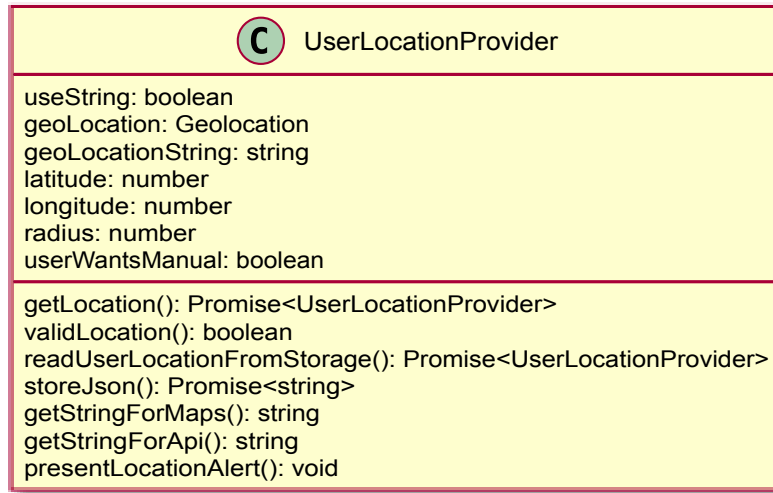 C UserLocationProvider
useString: boolean
geoLocation: Geolocation
geoLocationString: string
latitude: number
longitude: number
radius: number
userWantsManual: boolean
getLocation(): Promise<UserLocationProvider>
validLocation(): boolean
readUserLocationFromStorage(): Promise<UserLocationProvider>
storeJson(): Promise<string>
getStringForMaps(): string
getStringForApi(): string
presentLocationAlert(): void